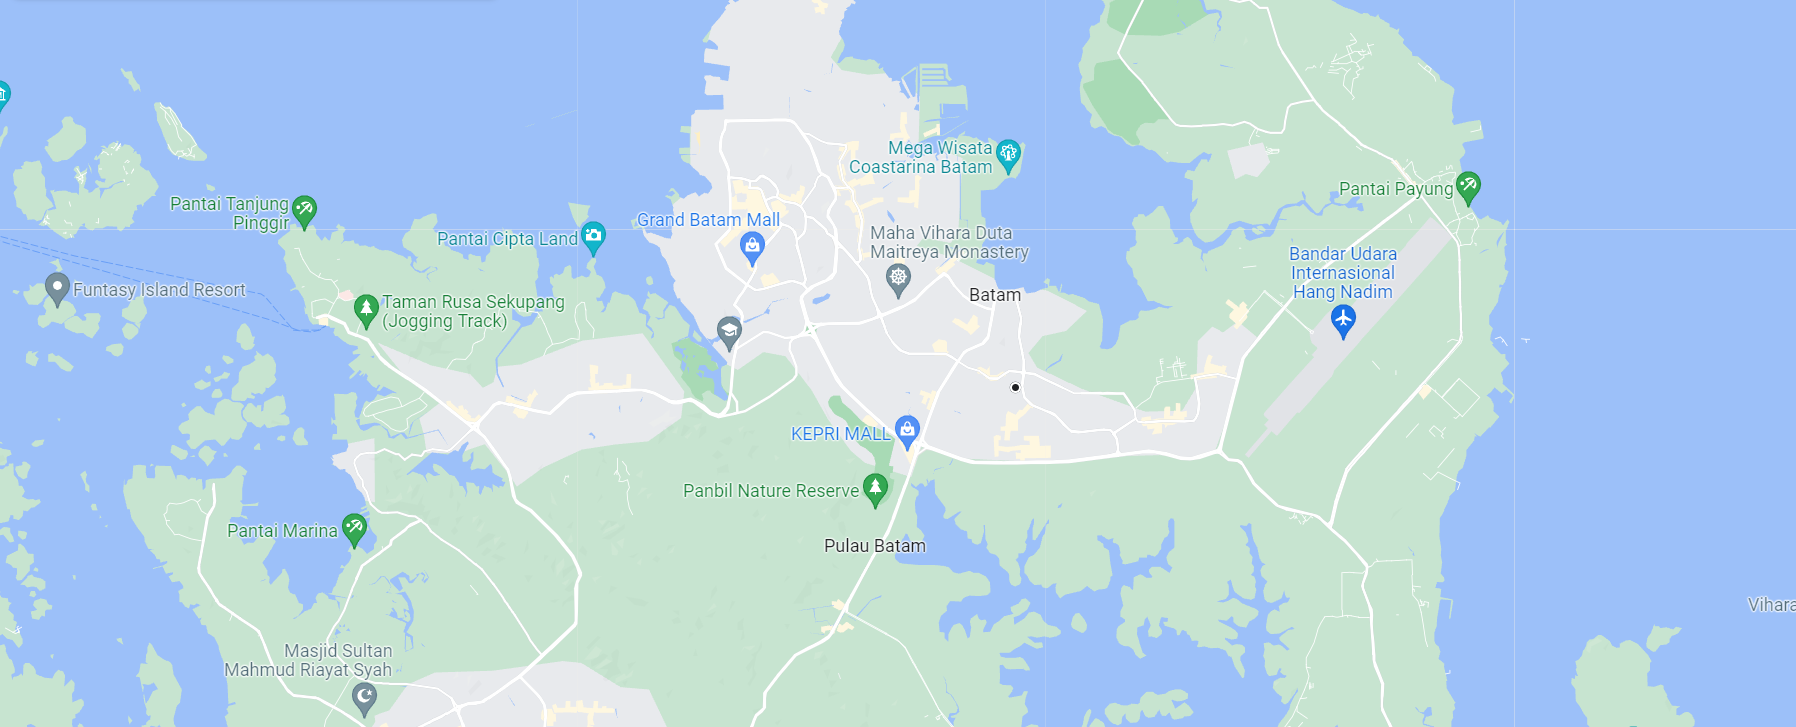 Mega Wisata
Coastarina Batam
Pantai Tanjung
Pinggir
Pantai Payung
Grand Batam Mall
Pantai Cipta Land
Maha Vihara Duta
Maitreya Monastery
Bandar Udara
Internasional
Hang Nadim
Funtasy Island Resort
Taman Rusa Sekupang
(Jogging Track)
Batam
KEPRI MALL
Panbil Nature Reserve
Pantai Marina
Pulau Batam
Vihara
Masjid Sultan
Mahmud Riayat Syah